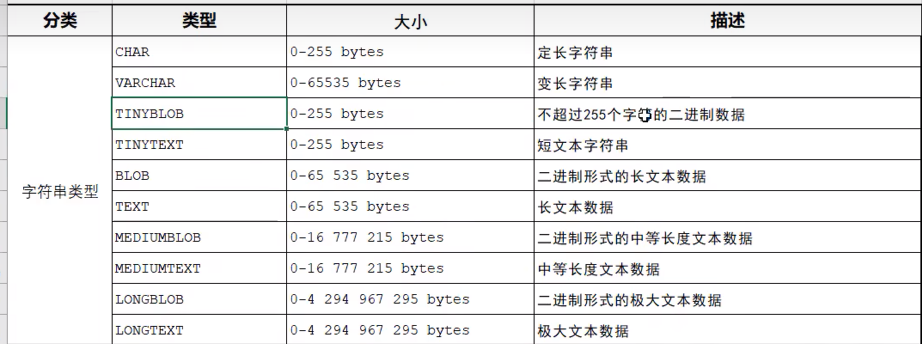 分类 类型 大小 描述
CHAR 0-255 bytes 定长字符串
VARCHAR 0-65535 bytes 变长字符串
TINYBLOB 0-255 bytes 不超过255个字的二进制数据
TINYTEXT 0-255 bytes 短文本字符串
BLOB 0-65 535 bytes 二进制形式的长文本数据
字符串类型
TEXT 0-65 535 bytes 长文本数据
MEDIUMBLOB 0-16 777 215 bytes 二进制形式的中等长度文本数据
MEDIUMTEXT 0-16 777 215 bytes 中等长度文本数据
LONGBLOB 0-4 294 967 295 bytes 二进制形式的极大文本数据
LONGTEXT 0-4 294 967 295 bytes 极大文本数据